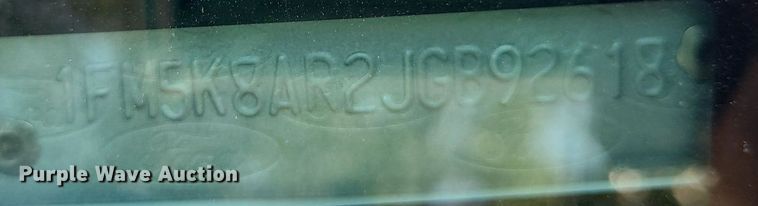 1FM5K8AR2JGB92618
Purple Wave Auction